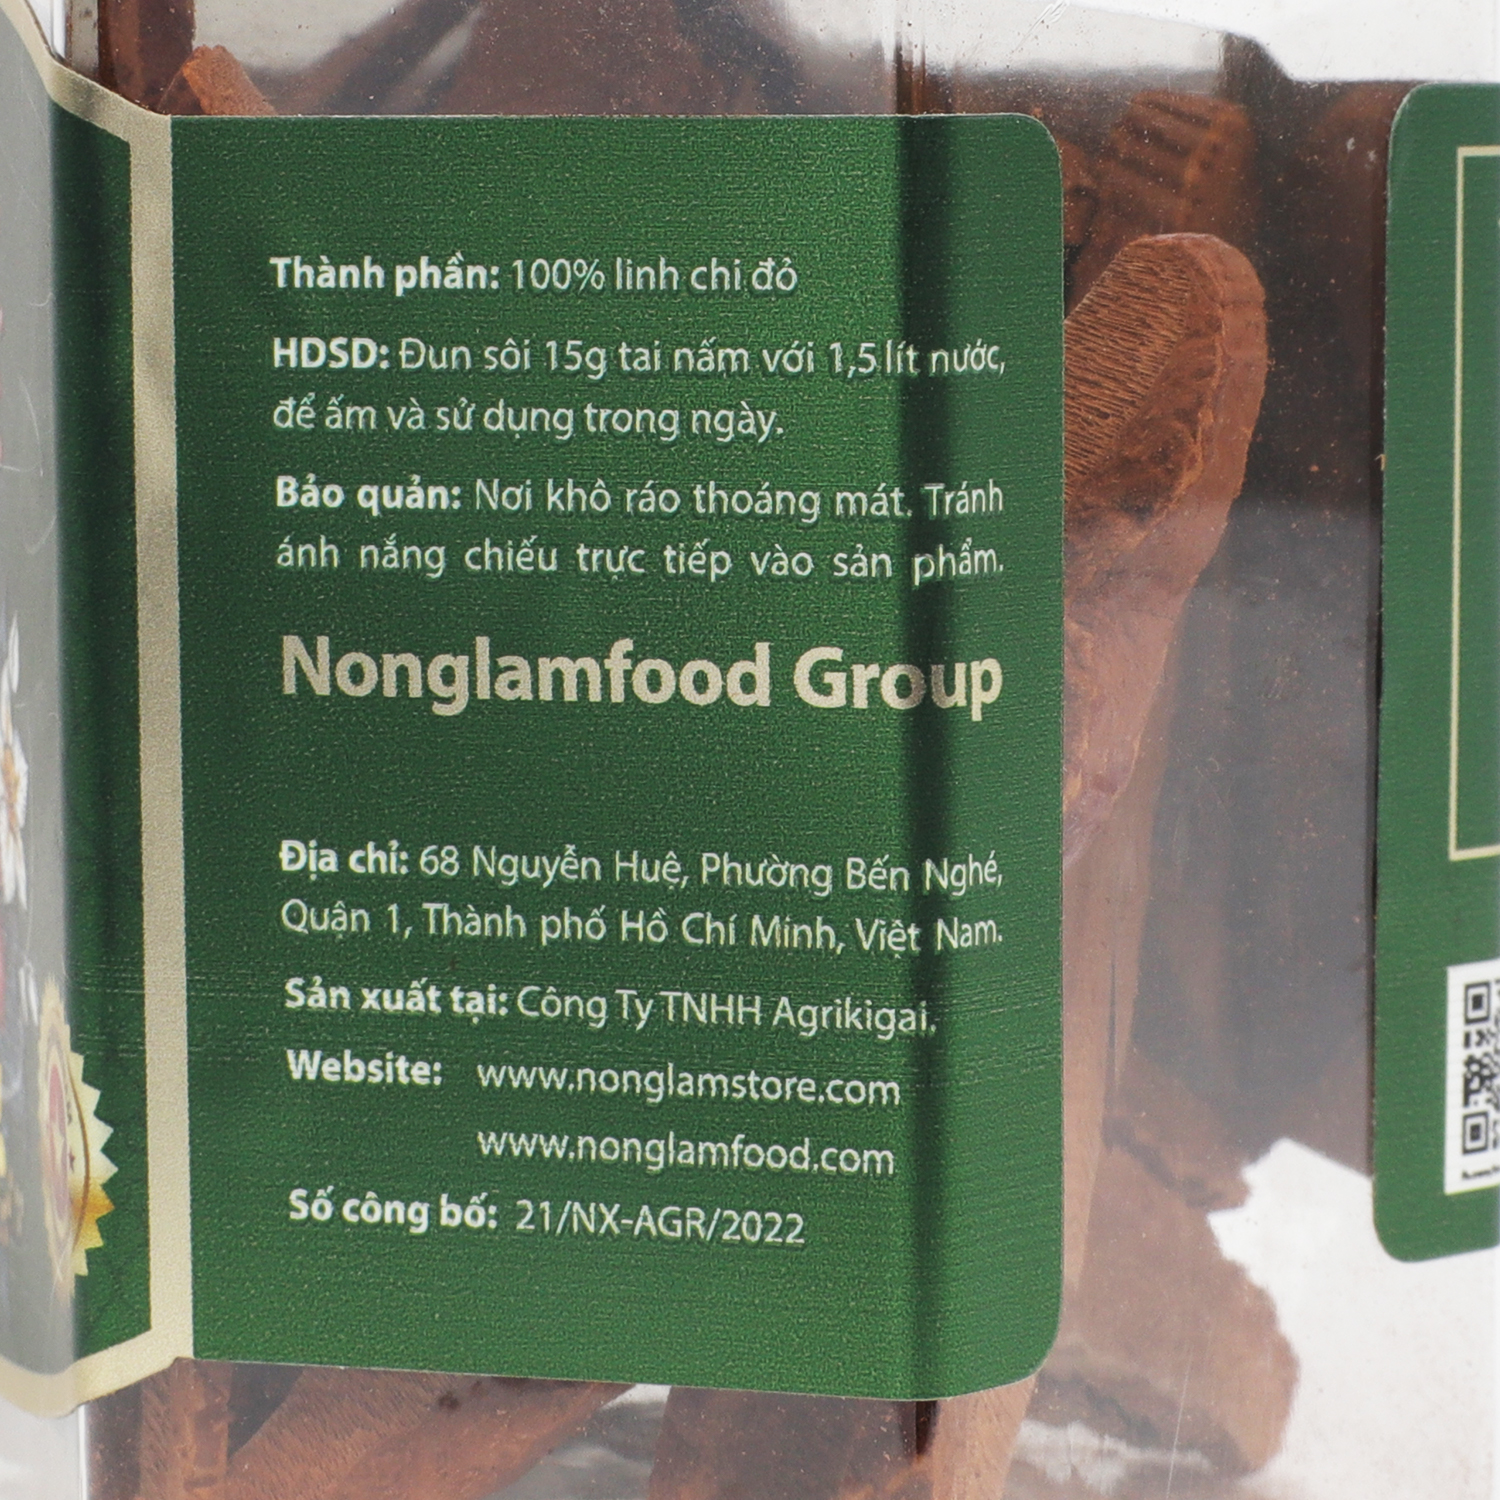 Thành phần: 100% linh chi đỏ
HDSD: Đun sôi 15g tai nấm với 1,5 lít nước,
để ấm và sử dụng trong ngày.
Bảo quản: Nơi khô ráo thoáng mát. Tránh
ánh nắng chiếu trực tiếp vào sản phẩm.
Nonglamfood Group
Địa chỉ: 68 Nguyễn Huệ, Phường Bến Nghé,
Quận 1, Thành phố Hồ Chí Minh, Việt Nam.
Sản xuất tại: Công Ty TNHH Agrikigai.
Website: www.nonglamstore.com
www.nonglamfood.com
Số công bố: 21/NX-AGR/2022